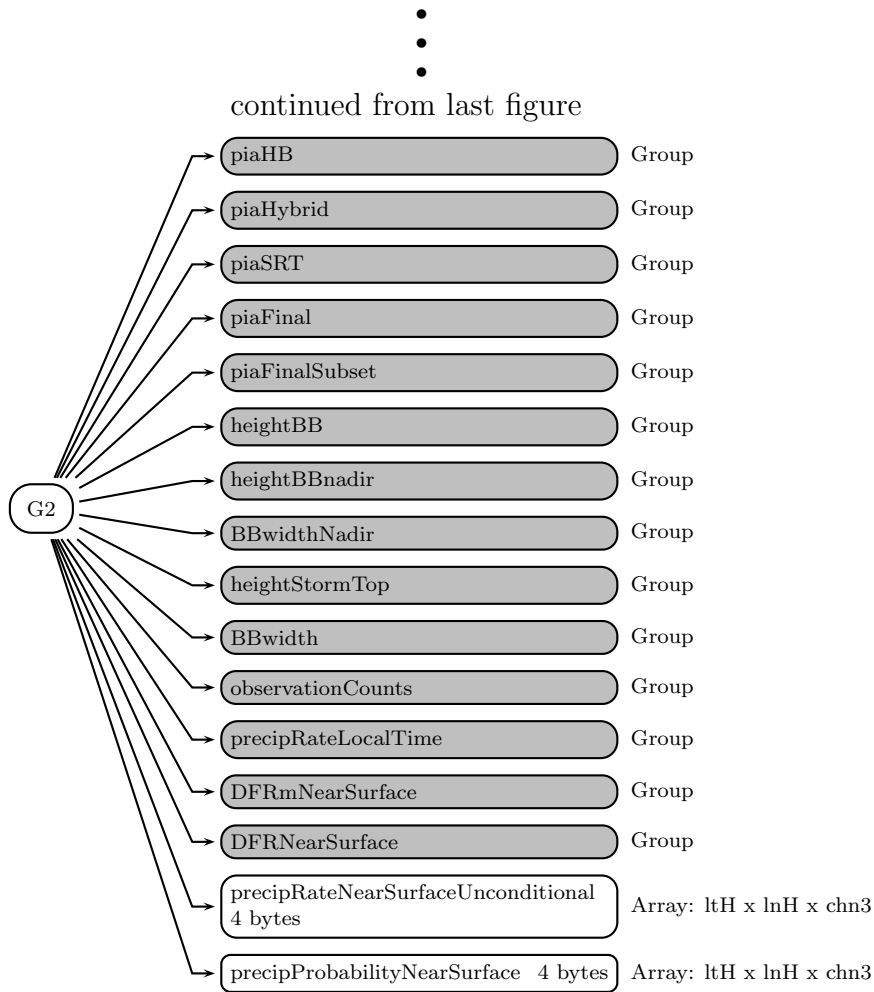 continued from last figure
piaHB Group
piaHybrid Group
piaSRT Group
piaFinal Group
piaFinalSubset Group
heightBB Group
heightBBnadir Group
G2
BBwidthNadir Group
heightStormTop Group
BBwidth Group
observationCounts Group
precipRateLocalTime Group
DFRmNearSurface Group
DFRNearSurface Group
precipRateNearSurfaceUnconditional
4 bytes
Array: ltH x lnH x chn3
precipProbabilityNearSurface 4 bytes Array: ltH x lnH x chn3